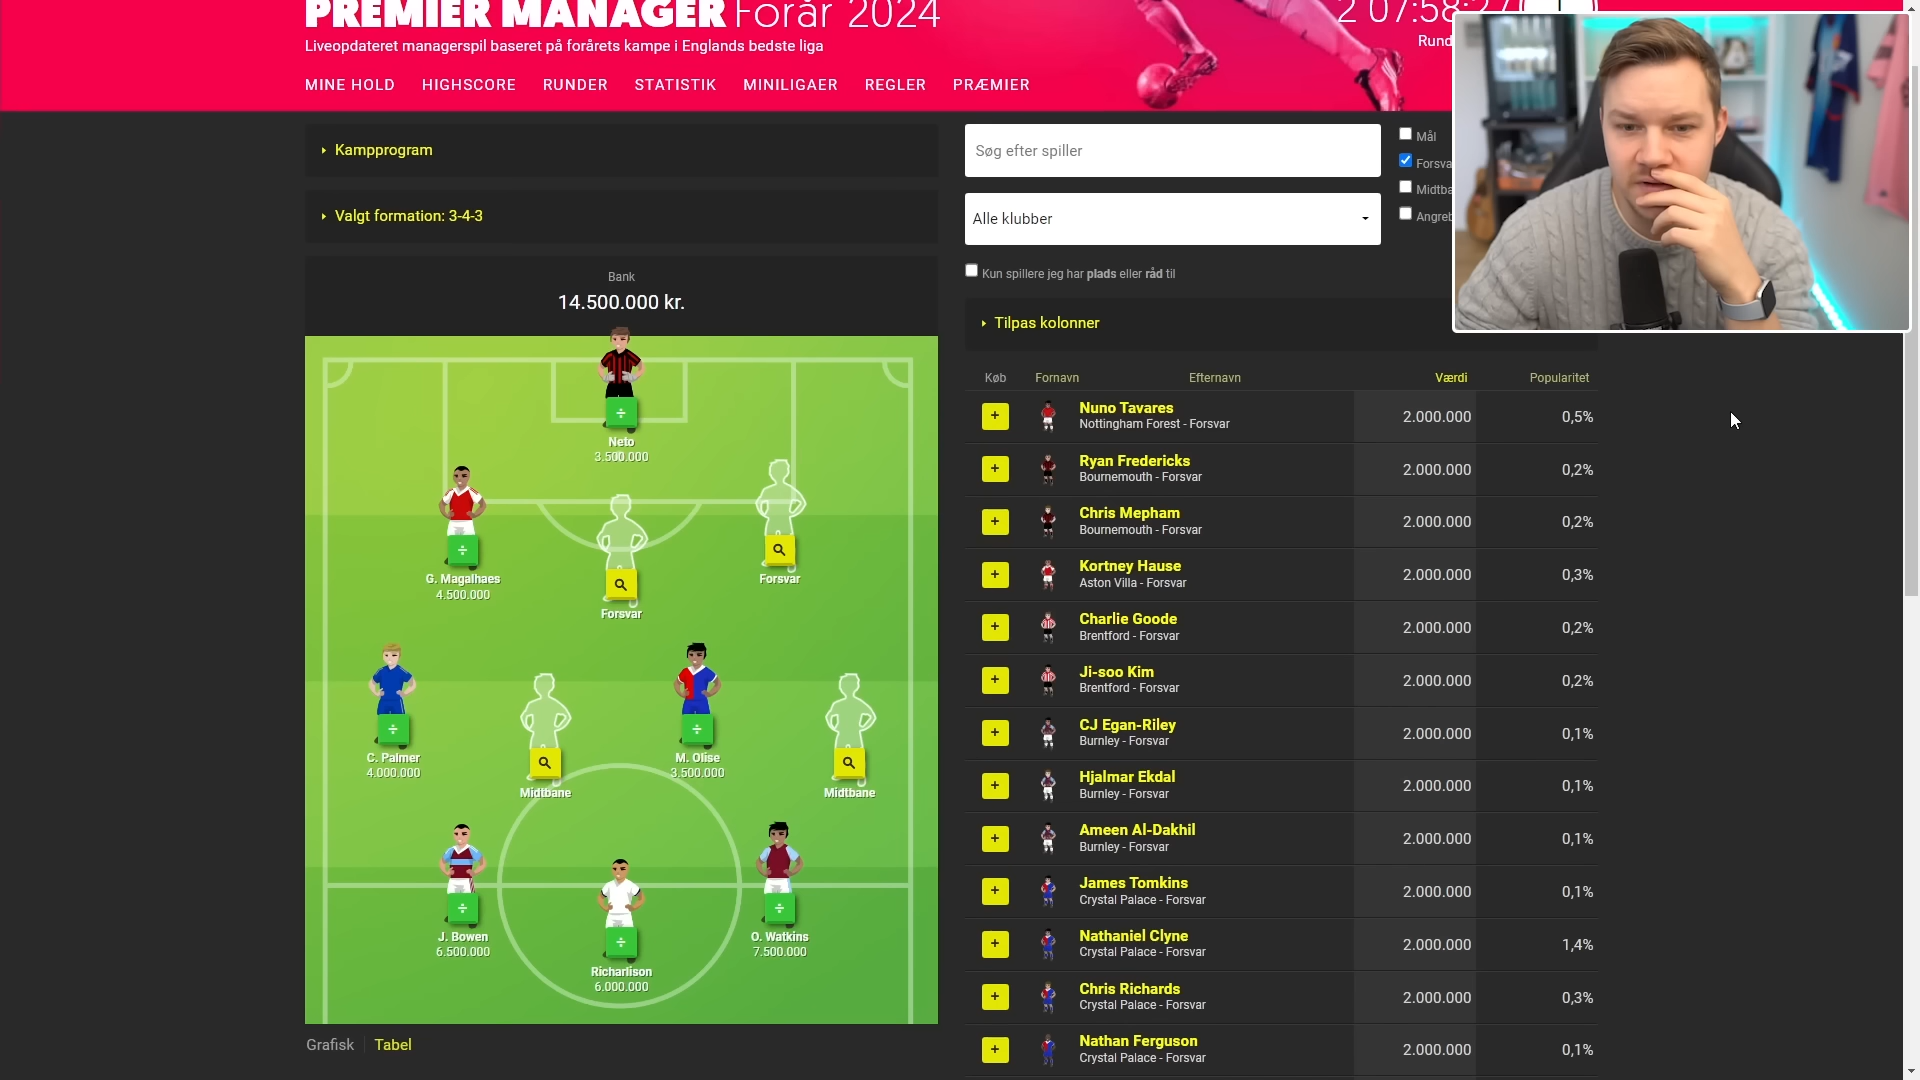 PREMIER MANAGER Forår 2024
2 07:58:27
Liveopdateret managerspil baseret på forårets kampe i Englands bedste liga
Rund
MINE HOLD HIGHSCORE RUNDER STATISTIK MINILIGAER REGLER PRÆMIER
Kampprogram
Valgt formation: 3-4-3
Bank
14.500.000 kr.
Neto
3.500.000
G. Magalhaes
4.500.000
Forsvar
Forsvar
C. Palmer
4.000.000
Midtbane
M. Olise
3.500.000
Midtbane
J. Bowen
6.500.000
Richarlison
6.000.000
O. Watkins
7.500.000
Grafisk Tabel
Søg efter spiller
Alle klubber
Mål
Forsva
Midtba
Angreb
Kun spillere jeg har plads eller råd til
Tilpas kolonner
Køb Fornavn Efternavn Værdi Popularitet
Nuno Tavares 2.000.000 0,5%
Nottingham Forest - Forsvar
Ryan Fredericks 2.000.000 0,2%
Bournemouth - Forsvar
Chris Mepham 2.000.000 0,2%
Bournemouth - Forsvar
Kortney Hause 2.000.000 0,3%
Aston Villa - Forsvar
Charlie Goode 2.000.000 0,2%
Brentford - Forsvar
Ji-soo Kim 2.000.000 0,2%
Brentford - Forsvar
CJ Egan-Riley 2.000.000 0,1%
Burnley - Forsvar
Hjalmar Ekdal 2.000.000 0,1%
Burnley - Forsvar
Ameen Al-Dakhil 2.000.000 0,1%
Burnley - Forsvar
James Tomkins 2.000.000 0,1%
Crystal Palace - Forsvar
Nathaniel Clyne 2.000.000 1,4%
Crystal Palace - Forsvar
Chris Richards 2.000.000 0,3%
Crystal Palace - Forsvar
Nathan Ferguson 2.000.000 0,1%
Crystal Palace - Forsvar